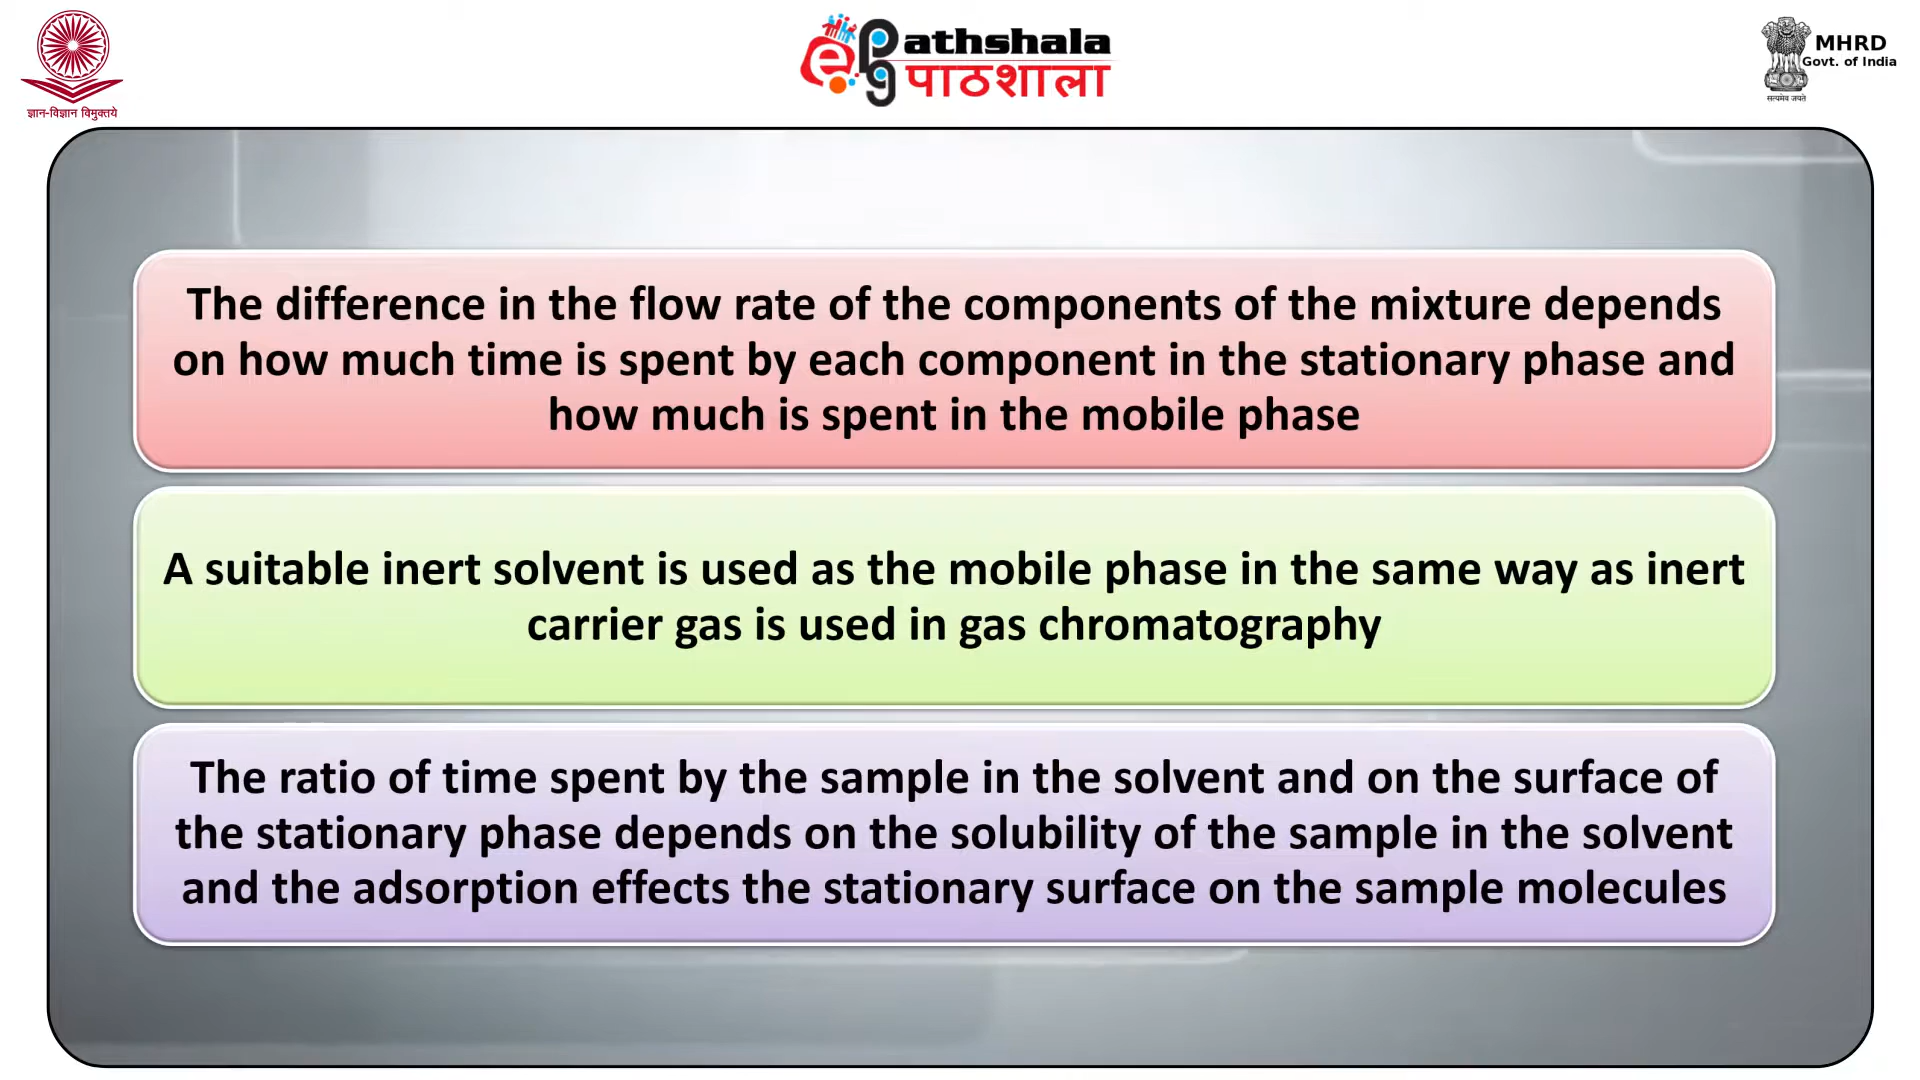 ज्ञान-विज्ञान विमुक्तये
e pg Pathshala
पाठशाला
MHRD
Govt. of India
सत्यमेव जयते
The difference in the flow rate of the components of the mixture depends
on how much time is spent by each component in the stationary phase and
how much is spent in the mobile phase
A suitable inert solvent is used as the mobile phase in the same way as inert
carrier gas is used in gas chromatography
The ratio of time spent by the sample in the solvent and on the surface of
the stationary phase depends on the solubility of the sample in the solvent
and the adsorption effects the stationary surface on the sample molecules